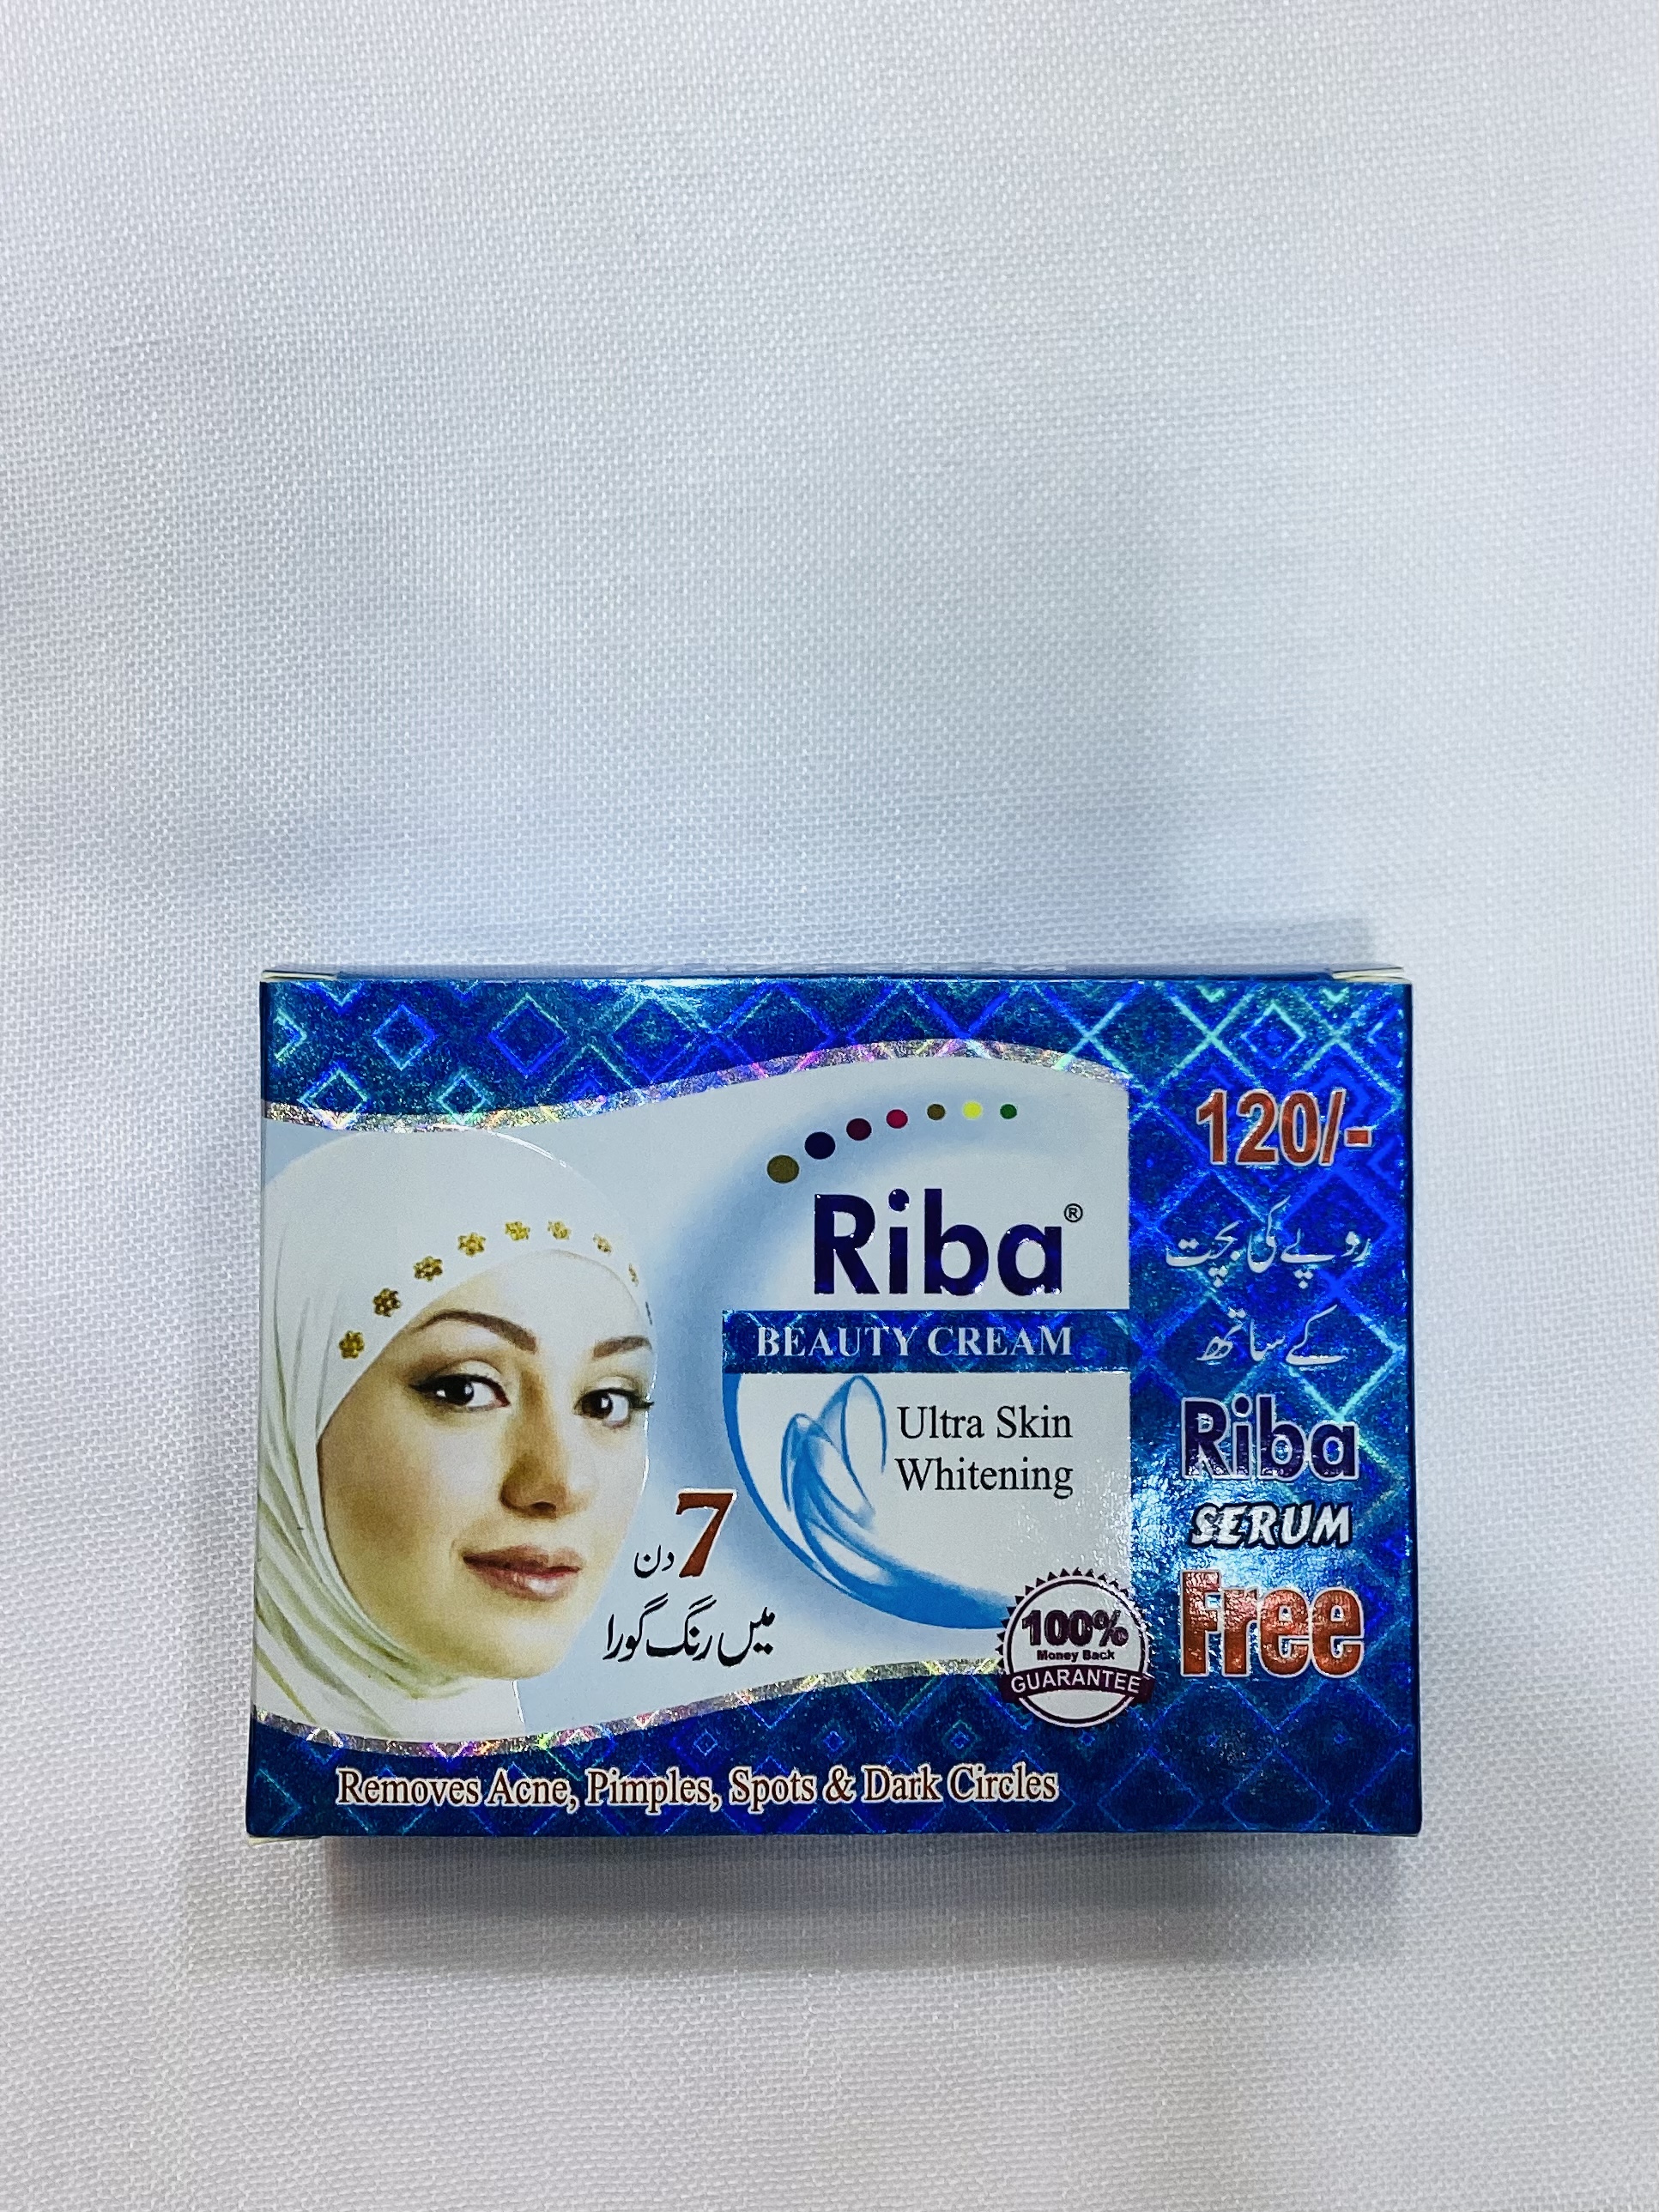 Riba®
BEAUTY CREAM
Ultra Skin
Whitening
7 دن
میں رنگ گورا
100%
Money Back
GUARANTEE
Removes Acne, Pimples, Spots & Dark Circles
120/-
روپے کی بچت
کے ساتھ
Riba
SERUM
Free